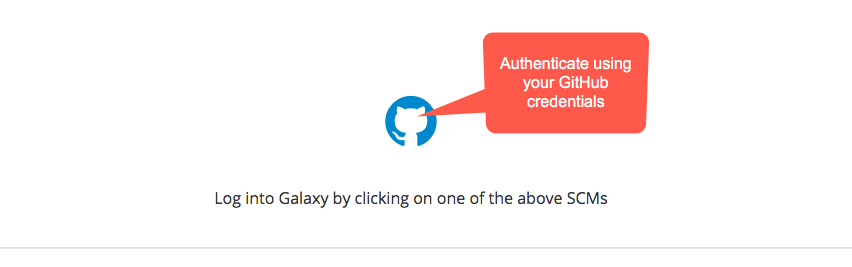 Authenticate using
your GitHub
credentials
Log into Galaxy by clicking on one of the above SCMs